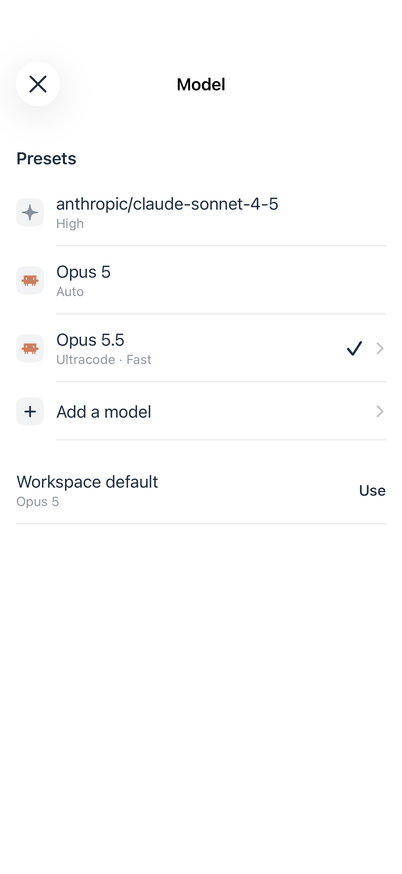 Model
Presets
anthropic/claude-sonnet-4-5
High
Opus 5
Auto
Opus 5.5
Ultracode · Fast
Add a model
Workspace default
Opus 5
Use